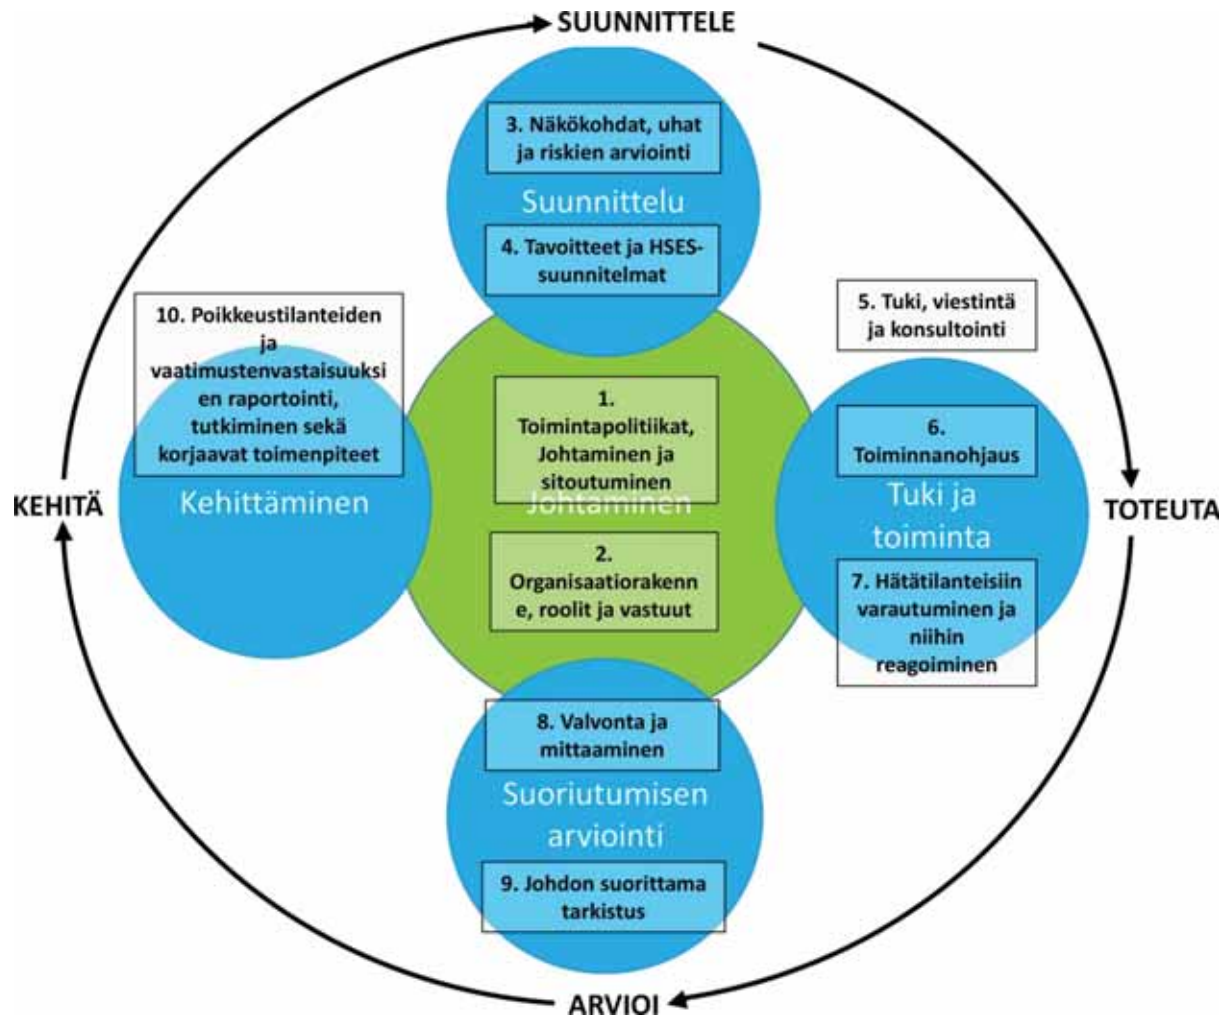 SUUNNITTELE
3. Näkökohdat, uhat
ja riskien arviointi
Suunnittelu
4. Tavoitteet ja HSES-
suunnitelmat
10. Poikkeustilanteiden
ja
vaatimustenvastaisuuksi
en raportointi,
tutkiminen sekä
korjaavat toimenpiteet
Kehittäminen
KEHITÄ
1.
Toimintapolitiikat,
Johtaminen ja
sitoutuminen
Johtaminen
2.
Organisaatiorakenn
e, roolit ja vastuut
5. Tuki, viestintä
ja konsultointi
6.
Toiminnanohjaus
Tuki ja
toiminta
7. Hätätilanteisiin
varautuminen ja
niihin
reagoiminen
TOTEUTA
8. Valvonta ja
mittaaminen
Suoriutumisen
arviointi
9. Johdon suorittama
tarkistus
ARVIOI